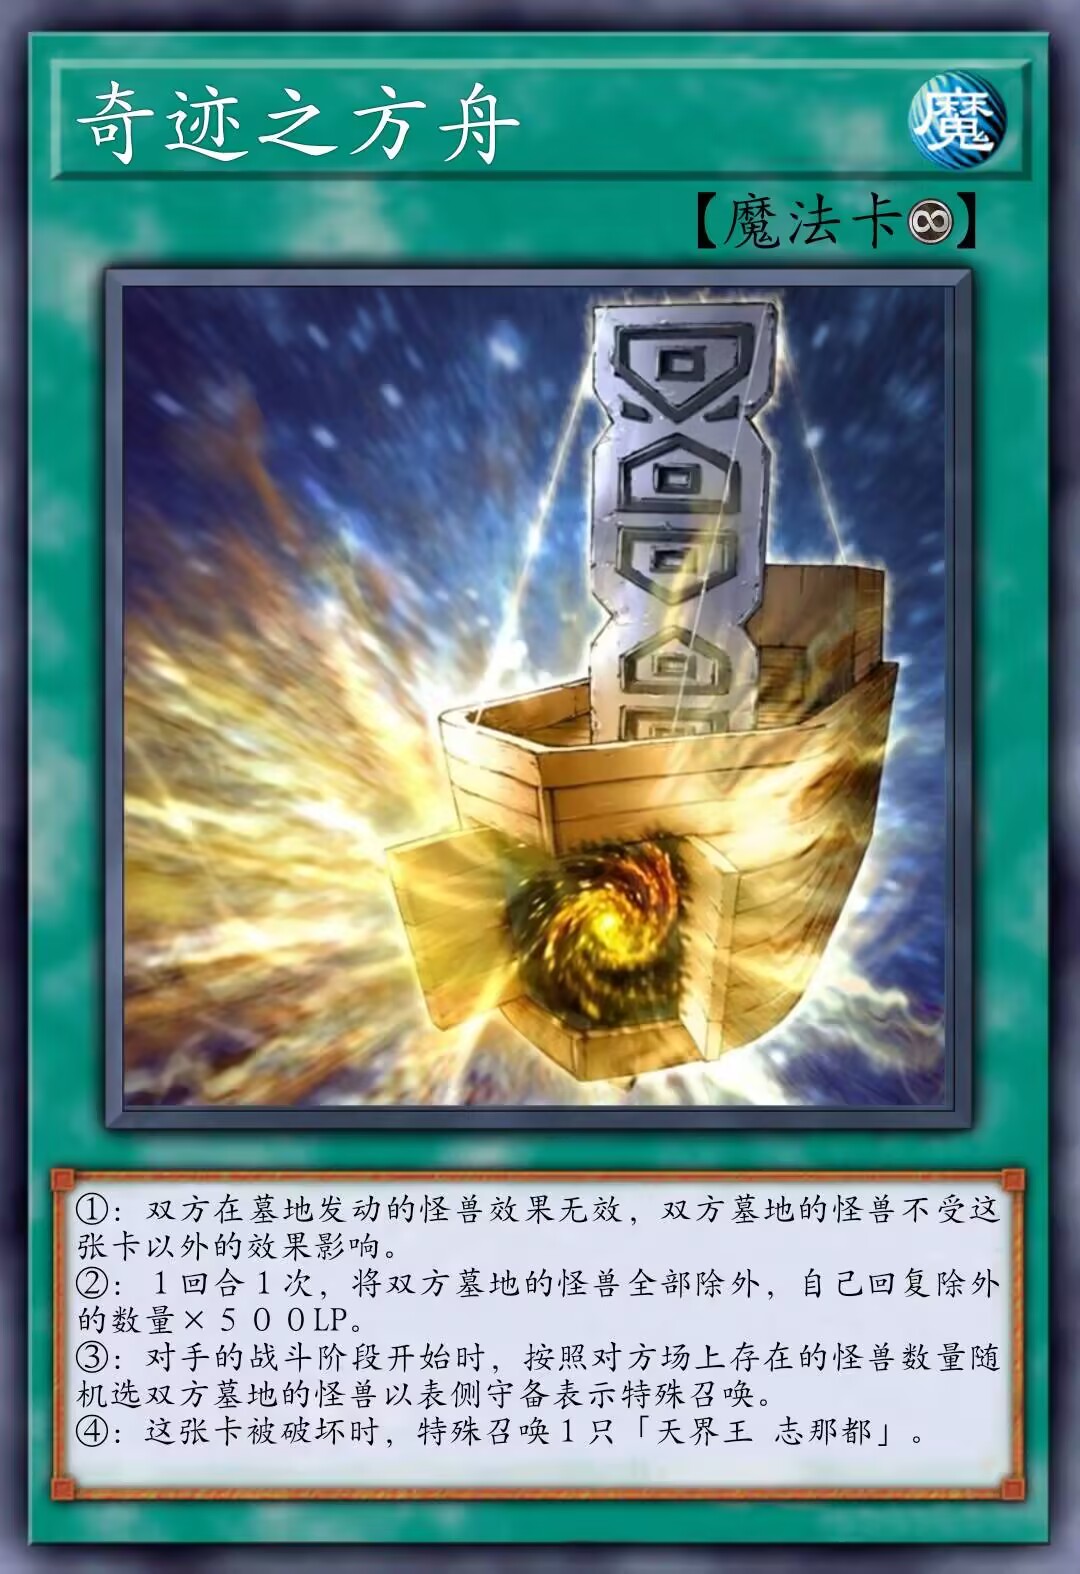 奇迹之方舟
魔
【魔法卡♾】
①：双方在墓地发动的怪兽效果无效，双方墓地的怪兽不受这
张卡以外的效果影响。
②：１回合１次，将双方墓地的怪兽全部除外，自己回复除外
的数量×５００LP。
③：对手的战斗阶段开始时，按照对方场上存在的怪兽数量随
机选双方墓地的怪兽以表侧守备表示特殊召唤。
④：这张卡被破坏时，特殊召唤１只「天界王 志那都」。